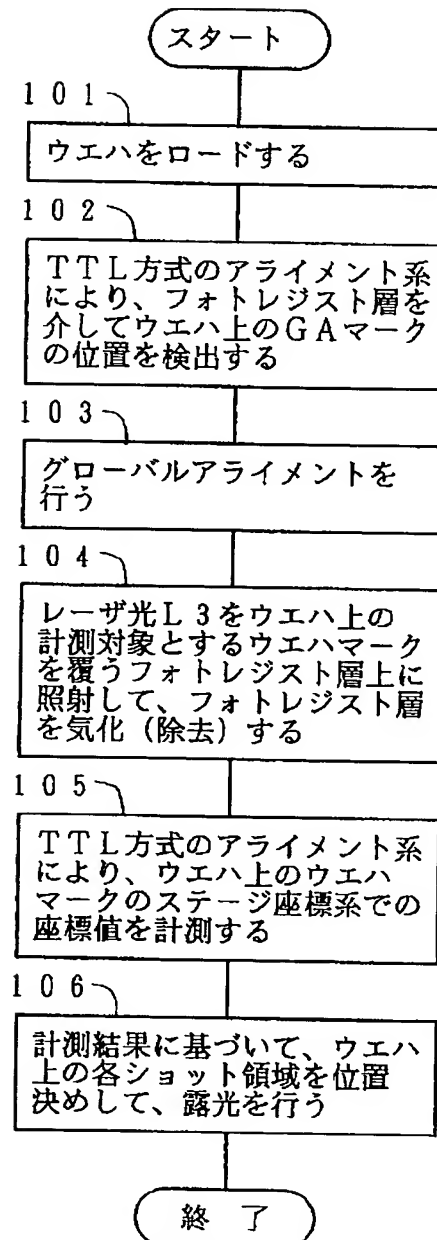 スタート
101
ウエハをロードする
102
TTL方式のアライメント系
により、フォトレジスト層を
介してウエハ上のGAマーク
の位置を検出する
103
グローバルアライメントを
行う
104
レーザ光L3をウエハ上の
計測対象とするウエハマーク
を覆うフォトレジスト層上に
照射して、フォトレジスト層
を気化（除去）する
105
TTL方式のアライメント系
により、ウエハ上のウエハ
マークのステージ座標系での
座標値を計測する
106
計測結果に基づいて、ウエハ
上の各ショット領域を位置
決めして、露光を行う
終 了